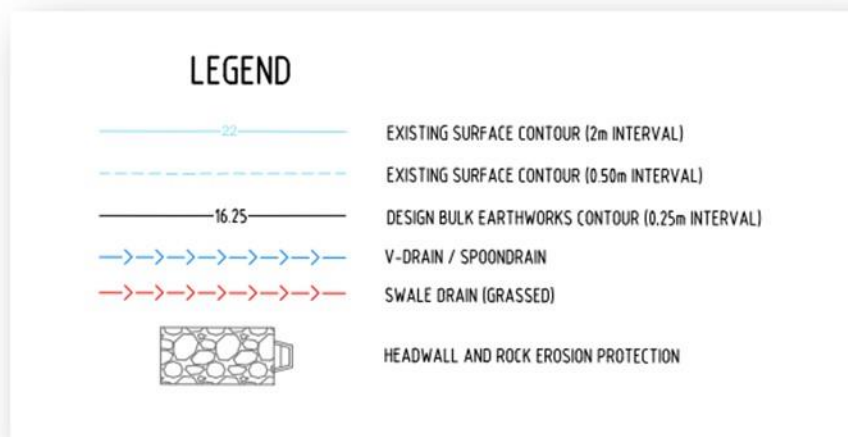 LEGEND
22
EXISTING SURFACE CONTOUR (2m INTERVAL)
EXISTING SURFACE CONTOUR (0.50m INTERVAL)
16.25
DESIGN BULK EARTHWORKS CONTOUR (0.25m INTERVAL)
V-DRAIN / SPOONDRAIN
SWALE DRAIN (GRASSED)
HEADWALL AND ROCK EROSION PROTECTION